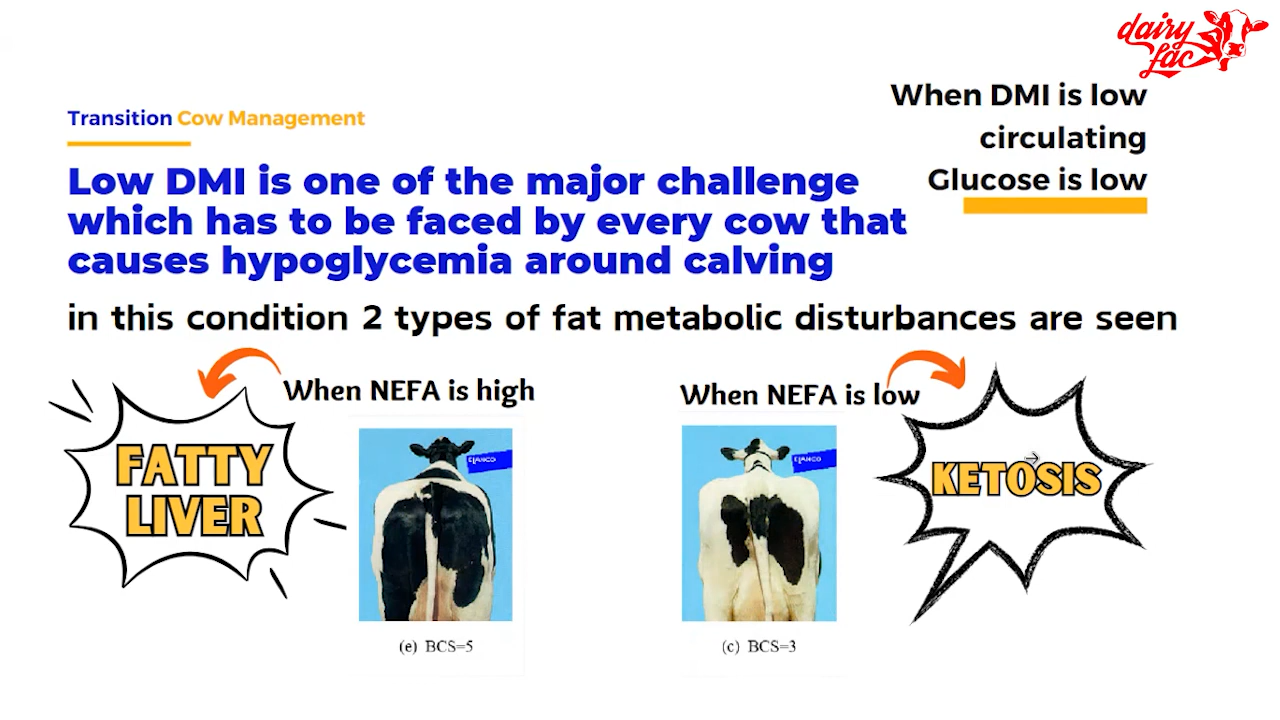 dairy
lac
When DMI is low
circulating
Glucose is low
Transition Cow Management
Low DMI is one of the major challenge
which has to be faced by every cow that
causes hypoglycemia around calving
in this condition 2 types of fat metabolic disturbances are seen
When NEFA is high
When NEFA is low
FATTY
LIVER
ELANCO
ELANCO
KETOSIS
(e) BCS=5
(c) BCS=3